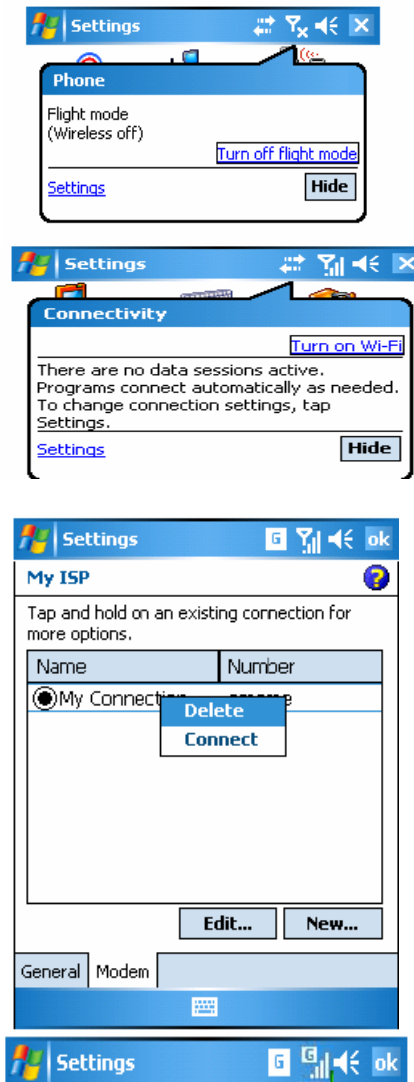 Settings
Phone
Flight mode
(Wireless off)
Turn off flight mode
Settings
Hide
Settings
Connectivity
Turn on Wi-Fi
There are no data sessions active.
Programs connect automatically as needed.
To change connection settings, tap
Settings.
Settings
Hide
Settings
G
ok
My ISP
Tap and hold on an existing connection for
more options.
Name
Number
My Connection
Delete
Connect
Edit...
New...
General
Modem
Settings
G
G
ok